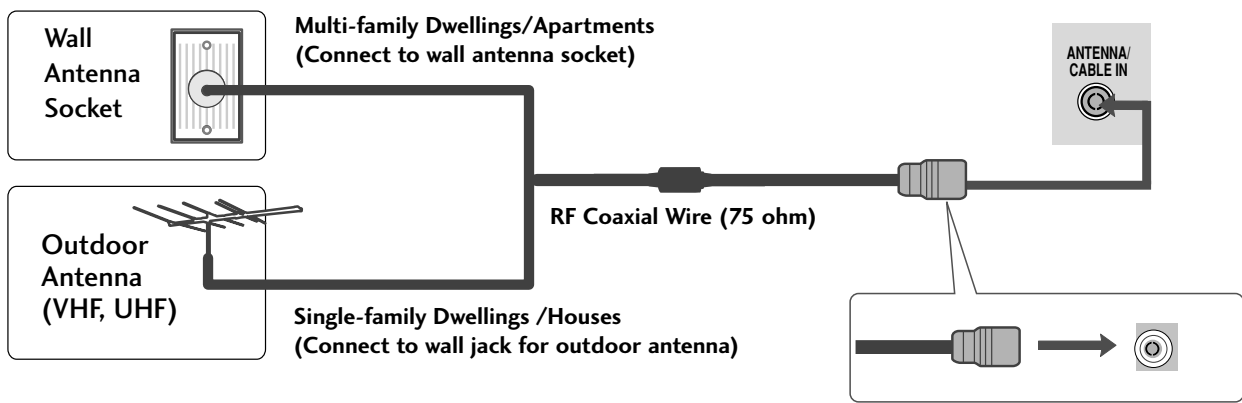 Wall
Antenna
Socket
Multi-family Dwellings/Apartments
(Connect to wall antenna socket)
ANTENNA/
CABLE IN
RF Coaxial Wire (75 ohm)
Outdoor
Antenna
(VHF, UHF)
Single-family Dwellings /Houses
(Connect to wall jack for outdoor antenna)